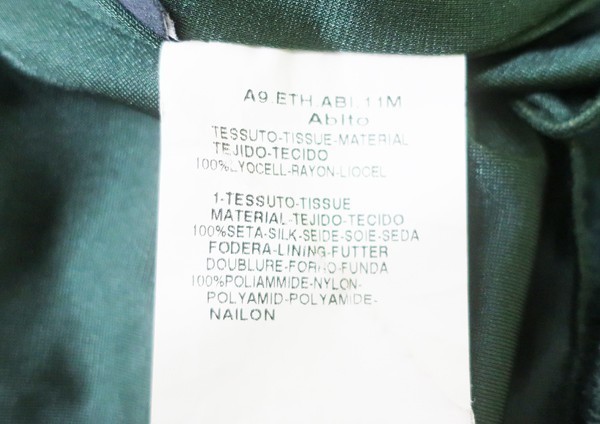 A9.ETH.ABI.11M
Abito
TESSUTO-TISSUE-MATERIAL
TEJIDO-TECIDO
100%LYOCELL-RAYON-LIOCEL
1-TESSUTO-TISSUE
MATERIAL-TEJIDO-TECIDO
100%SETA-SILK-SEIDE-SOIE-SEDA
FODERA-LINING-FUTTER
DOUBLURE-FORRO-FUNDA
100%POLIAMMIDE-NYLON-
POLYAMID-POLYAMIDE-
NAILON